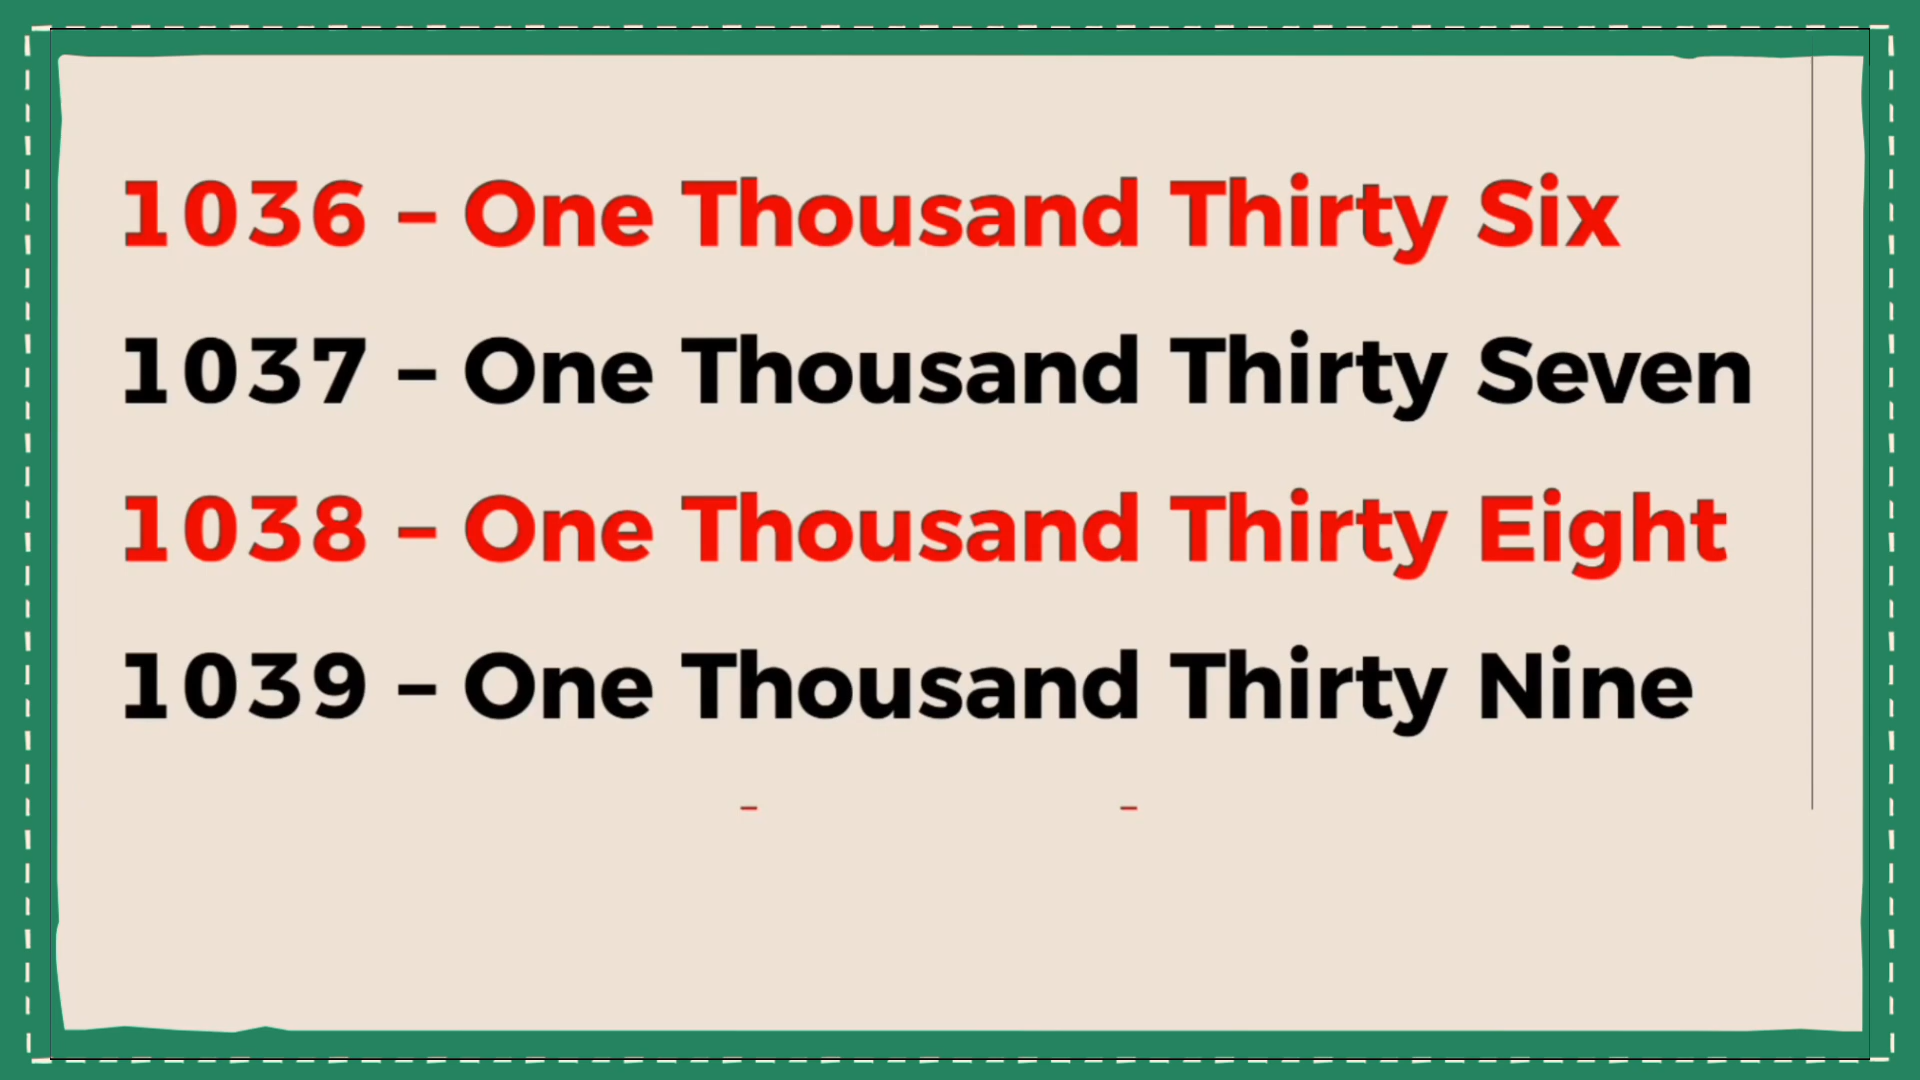 1036 – One Thousand Thirty Six
1037 – One Thousand Thirty Seven
1038 – One Thousand Thirty Eight
1039 – One Thousand Thirty Nine